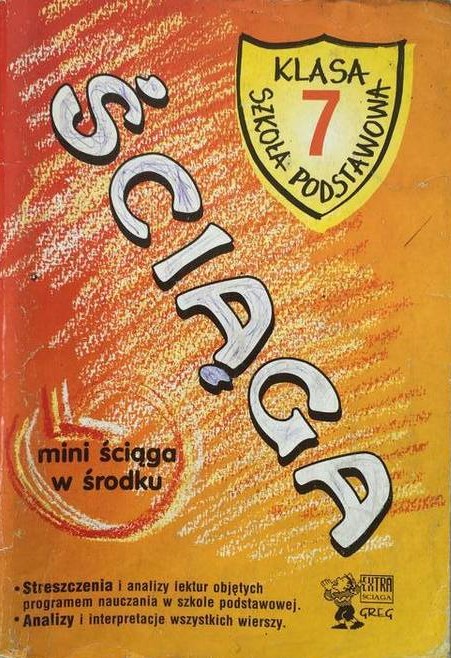 KLASA
7
SZKOŁA PODSTAWOWA
ŚCIĄGA
mini ściąga
w środku
• Streszczenia i analizy lektur objętych
programem nauczania w szkole podstawowej.
• Analizy i interpretacje wszystkich wierszy.
EXTRA
ŚCIĄGA
GREG